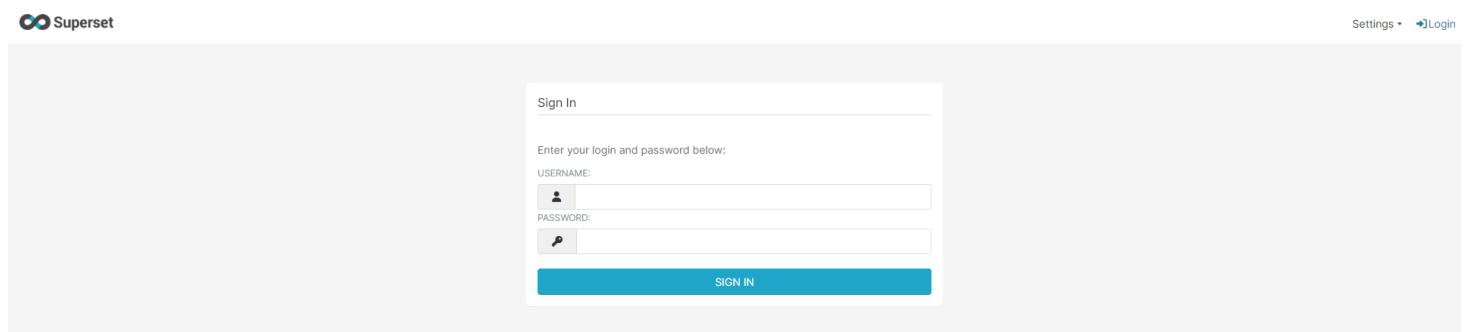 Superset
Settings
Login
Sign In
Enter your login and password below:
USERNAME:
PASSWORD:
SIGN IN